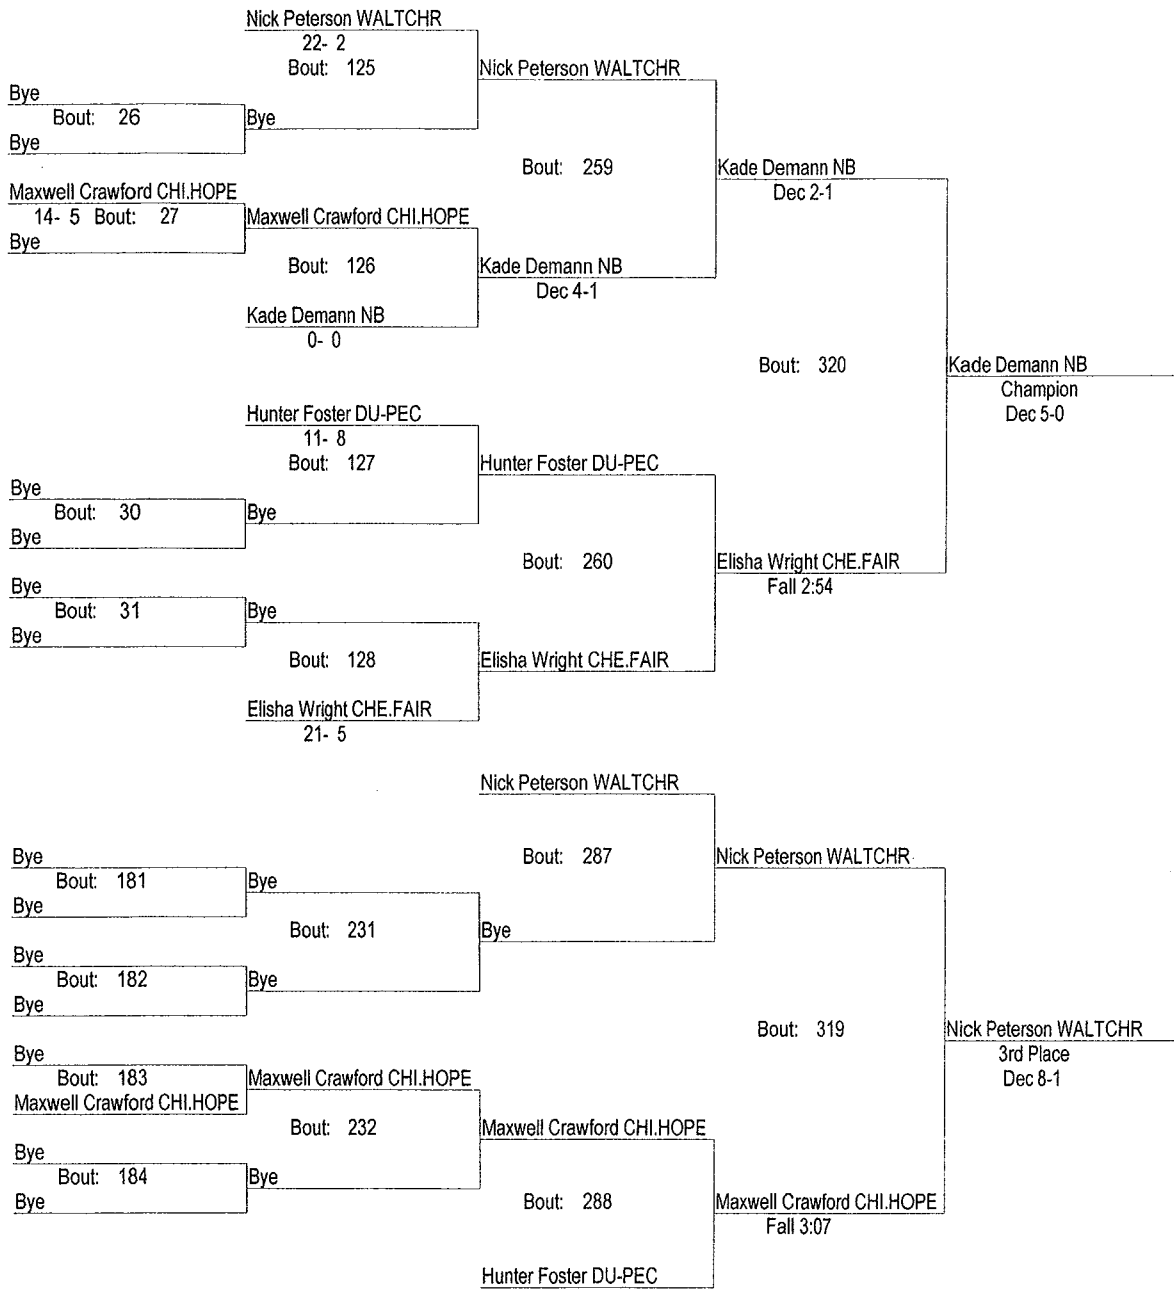 Nick Peterson WALTCHR
22- 2
Bout: 125
Nick Peterson WALTCHR
Bye
Bout: 26
Bye
Bye
Bout: 259
Kade Demann NB
Dec 2-1
Maxwell Crawford CHI.HOPE
14- 5 Bout: 27
Maxwell Crawford CHI.HOPE
Bye
Bout: 126
Kade Demann NB
Dec 4-1
Kade Demann NB
0- 0
Bout: 320
Kade Demann NB
Champion
Dec 5-0
Hunter Foster DU-PEC
11- 8
Bout: 127
Hunter Foster DU-PEC
Bye
Bout: 30
Bye
Bye
Bout: 260
Elisha Wright CHE.FAIR
Fall 2:54
Bye
Bout: 31
Bye
Bye
Bout: 128
Elisha Wright CHE.FAIR
Elisha Wright CHE.FAIR
21- 5
Nick Peterson WALTCHR
Bout: 287
Nick Peterson WALTCHR
Bye
Bout: 181
Bye
Bye
Bout: 231
Bye
Bye
Bout: 182
Bye
Bye
Bout: 319
Nick Peterson WALTCHR
3rd Place
Dec 8-1
Bye
Bout: 183
Maxwell Crawford CHI.HOPE
Maxwell Crawford CHI.HOPE
Bout: 232
Maxwell Crawford CHI.HOPE
Bye
Bout: 184
Bye
Bye
Bout: 288
Maxwell Crawford CHI.HOPE
Fall 3:07
Hunter Foster DU-PEC